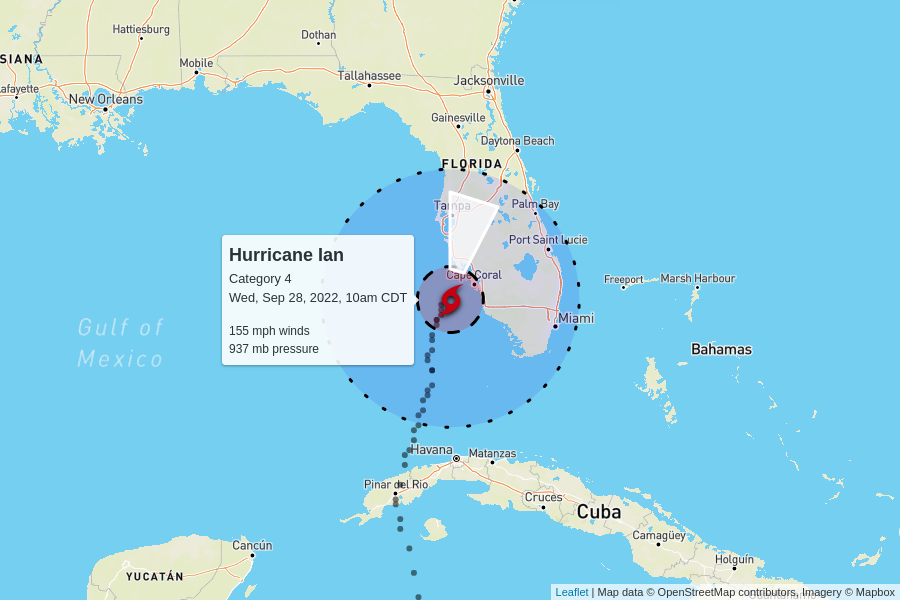 Hattiesburg
Dothan
SIANA
Mobile
Tallahassee
Jacksonville
afayette
New Orleans
Gainesville
Daytona Beach
FLORIDA
Tampa
Palm Bay
Port Saint Lucie
Hurricane Ian
Category 4
Wed, Sep 28, 2022, 10am CDT
155 mph winds
937 mb pressure
Cape Coral
Freeport
Marsh Harbour
Gulf of
Mexico
Miami
Bahamas
Havana
Matanzas
Pinar del Rio
Cruces
Cuba
Camagüey
Cancún
Holguín
YUCATÁN
Leaflet | Map data © OpenStreetMap contributors, Imagery © Mapbox